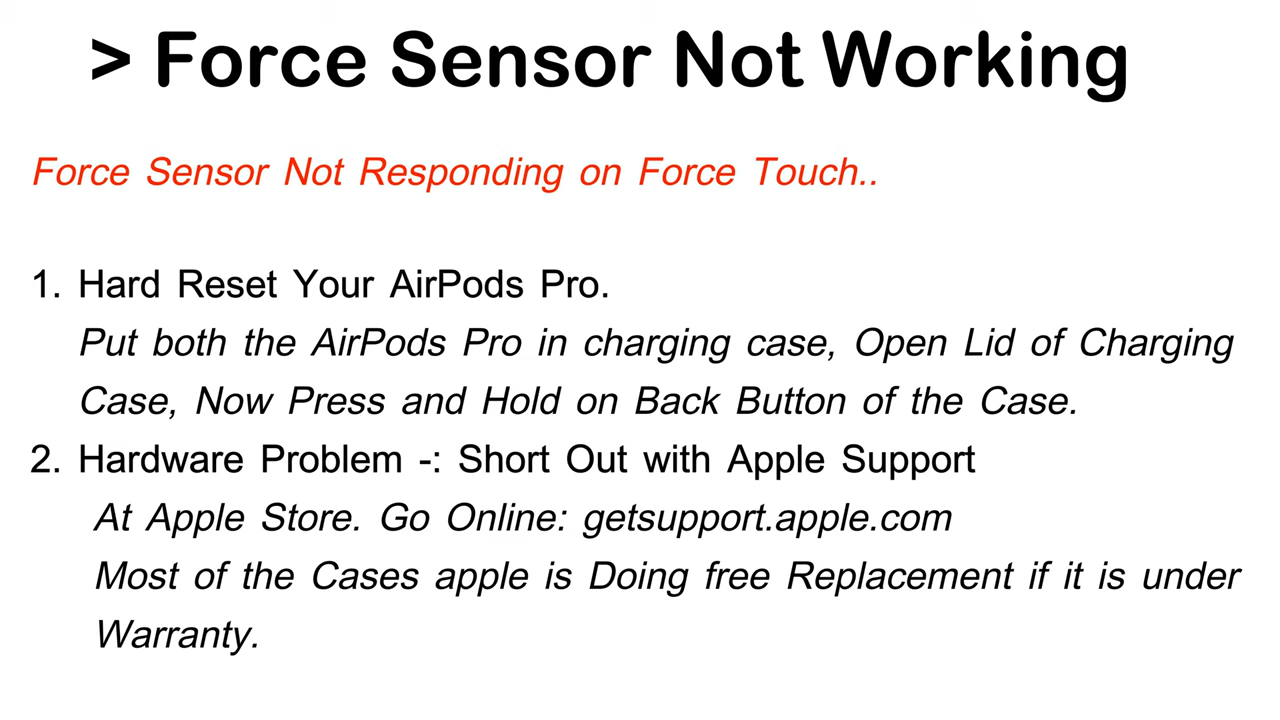 > Force Sensor Not Working
Force Sensor Not Responding on Force Touch..
1. Hard Reset Your AirPods Pro.
Put both the AirPods Pro in charging case, Open Lid of Charging
Case, Now Press and Hold on Back Button of the Case.
2. Hardware Problem -: Short Out with Apple Support
At Apple Store. Go Online: getsupport.apple.com
Most of the Cases apple is Doing free Replacement if it is under
Warranty.